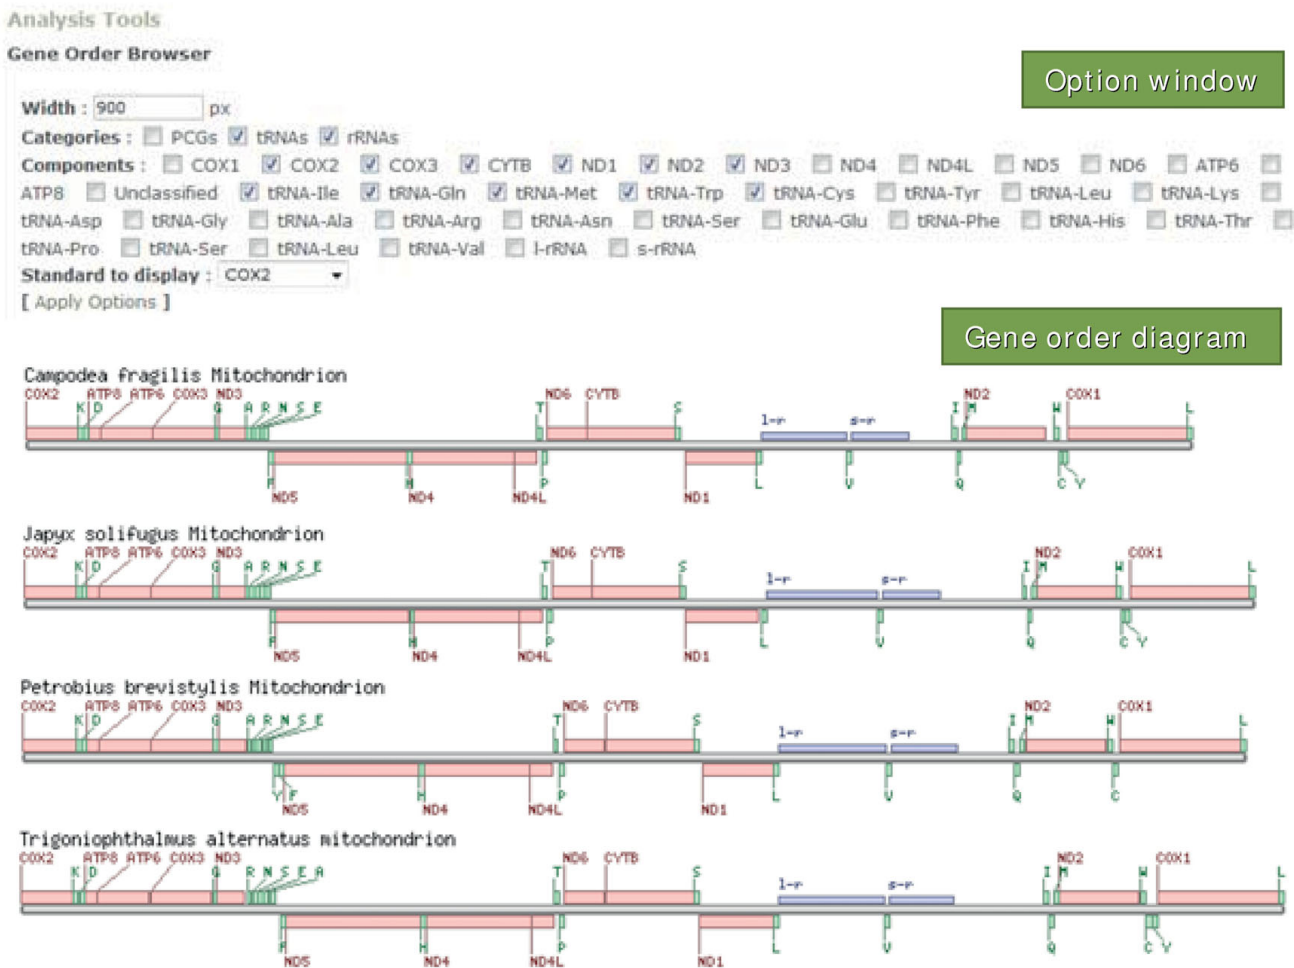 Analysis Tools
Gene Order Browser
Option window
Width : 900 px
Categories : PCGs tRNAs rRNAs
Components : COX1 COX2 COX3 CYTB ND1 ND2 ND3 ND4 ND4L ND5 ND6 ATP6
ATP8 Unclassified tRNA-Ile tRNA-Gln tRNA-Met tRNA-Trp tRNA-Cys tRNA-Tyr tRNA-Leu tRNA-Lys
tRNA-Asp tRNA-Gly tRNA-Ala tRNA-Arg tRNA-Asn tRNA-Ser tRNA-Glu tRNA-Phe tRNA-His tRNA-Thr
tRNA-Pro tRNA-Ser tRNA-Leu tRNA-Val l-rRNA s-rRNA
Standard to display : COX2
[ Apply Options ]
Gene order diagram
Campodea fragilis Mitochondrion
COX2 ATP8 ATP6 COX3 ND3 ND6 CYTB ND2 COX1
K D G A R N S E T S l-r s-r I M W L
F H P L V Q C Y
ND5 ND4 ND4L ND1
Japyx solifugus Mitochondrion
COX2 ATP8 ATP6 COX3 ND3 ND6 CYTB ND2 COX1
K D G A R N S E T S l-r s-r I M W L
F H P L V Q C Y
ND5 ND4 ND4L ND1
Petrobius brevistylis Mitochondrion
COX2 ATP8 ATP6 COX3 ND3 ND6 CYTB ND2 COX1
K D G A R N S E T S l-r s-r I M W L
Y F H P L V Q C
ND5 ND4 ND4L ND1
Trigoniophthalmus alternatus mitochondrion
COX2 ATP8 ATP6 COX3 ND3 ND6 CYTB ND2 COX1
K D G R N S E A T S l-r s-r I M W L
F H P L V Q C Y
ND5 ND4 ND4L ND1